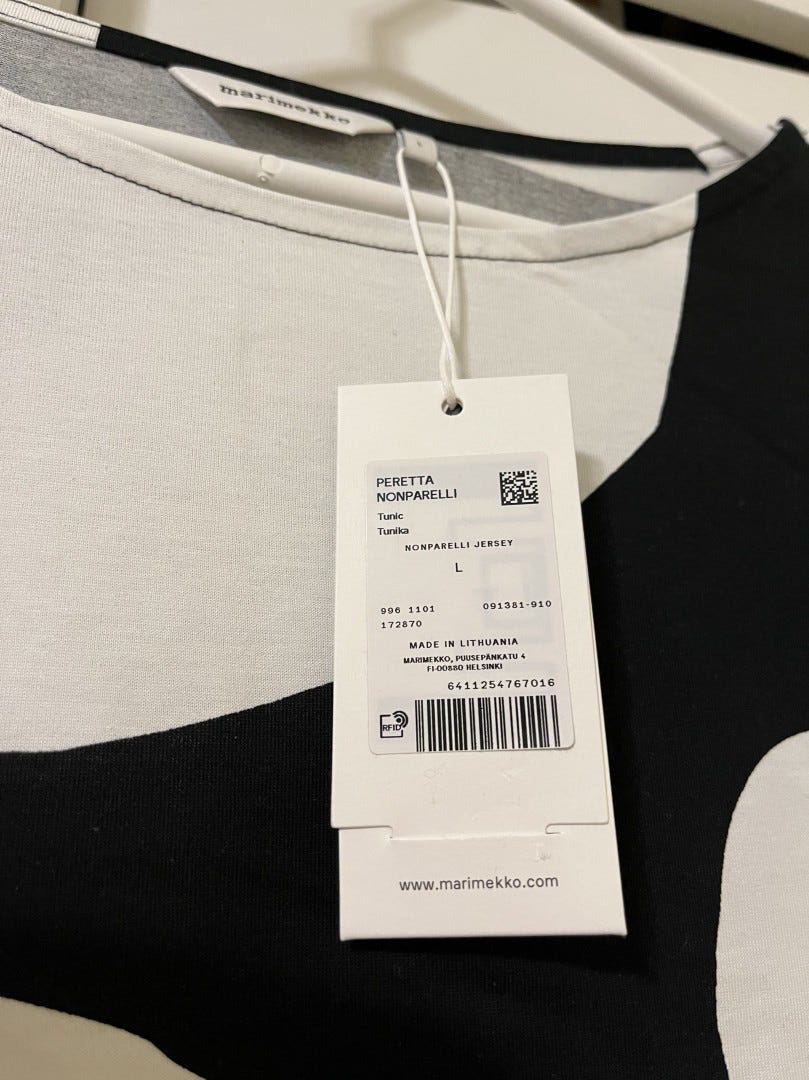 marimekko
PERETTA
NONPARELLI
Tunic
Tunika
NONPARELLI JERSEY
L
996 1101 091381-910
172870
MADE IN LITHUANIA
MARIMEKKO, PUUSEPÄNKATU 4
FI-00880 HELSINKI
6411254767016
RFID
www.marimekko.com